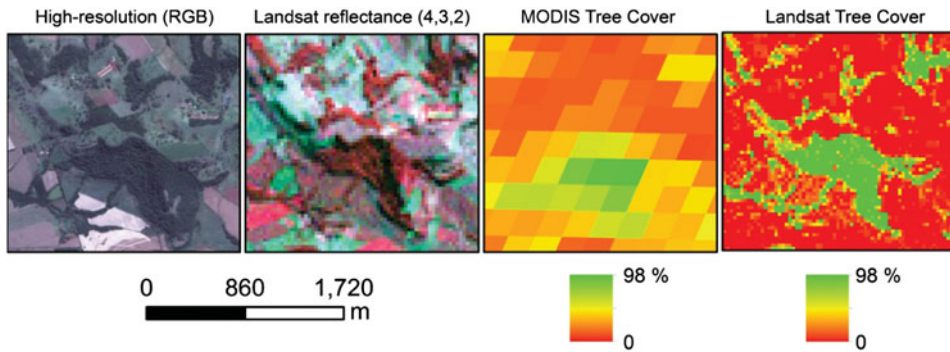 High-resolution (RGB)
Landsat reflectance (4,3,2)
MODIS Tree Cover
Landsat Tree Cover
0 860 1,720
m
98 %
0
98 %
0